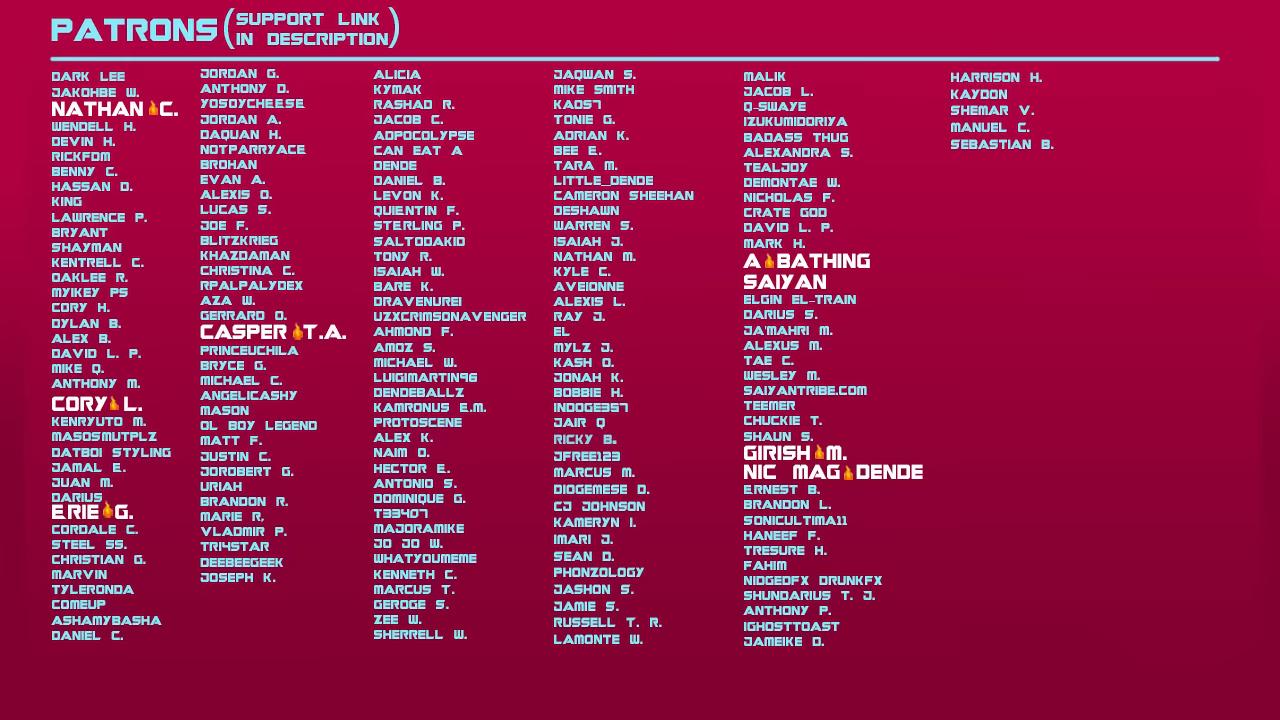 PATRONS (SUPPORT LINK
IN DESCRIPTION)
DARK LEE
JAKOHBE W.
NATHAN C.
WENDELL H.
DEVIN H.
RICKFDM
BENNY C.
HASSAN D.
KING
LAWRENCE P.
BRYANT
SHAYMAN
KENTRELL C.
OAKLEE R.
MYIKEY PS
CORY H.
DYLAN B.
ALEX B.
DAVID L. P.
MIKE Q.
ANTHONY M.
CORY L.
KENRYUTO M.
MASOSMUTPLZ
DATBOI STYLING
JAMAL E.
JUAN M.
DARIUS
ERIE G.
CORDALE C.
STEEL SS.
CHRISTIAN G.
MARVIN
TYLERONDA
COMEUP
ASHAMYBASHA
DANIEL C.
JORDAN G.
ANTHONY D.
YOSOYCHEESE
JORDAN A.
DAQUAN H.
NOTPARRYACE
BROHAN
EVAN A.
ALEXIS O.
LUCAS S.
JOE F.
BLITZKRIEG
KHAZDAMAN
CHRISTINA C.
RPALPALYDEX
AZA W.
GERRARD O.
CASPER T.A.
PRINCEUCHILA
BRYCE G.
MICHAEL C.
ANGELICASHY
MASON
OL BOY LEGEND
MATT F.
JUSTIN C.
JOROBERT G.
URIAH
BRANDON R.
MARIE R,
VLADMIR P.
TRI4STAR
DEEBEEGEEK
JOSEPH K.
ALICIA
KYMAK
RASHAD R.
JACOB C.
ADPOCOLYPSE
CAN EAT A
DENDE
DANIEL B.
LEVON K.
QUIENTIN F.
STERLING P.
SALTODAKID
TONY R.
ISAIAH W.
BARE K.
DRAVENUREI
UZXCRIMSONAVENGER
AHMOND F.
AMOZ S.
MICHAEL W.
LUIGIMARTIN96
DENDEBALLZ
KAMRONUS E.M.
PROTOSCENE
ALEX K.
NAIM O.
HECTOR E.
ANTONIO S.
DOMINIQUE G.
T33407
MAJORAMIKE
JO JO W.
WHATYOUMEME
KENNETH C.
MARCUS T.
GEROGE S.
ZEE W.
SHERRELL W.
JAQWAN S.
MIKE SMITH
KAOS7
TONIE G.
ADRIAN K.
BEE E.
TARA M.
LITTLE_DENDE
CAMERON SHEEHAN
DESHAWN
WARREN S.
ISAIAH J.
NATHAN M.
KYLE C.
AVEIONNE
ALEXIS L.
RAY J.
EL
MYLZ J.
KASH O.
JONAH K.
BOBBIE H.
INDOGE357
JAIR Q
RICKY B.
JFREE123
MARCUS M.
DIOGEMESE D.
CJ JOHNSON
KAMERYN I.
IMARI J.
SEAN D.
PHONZOLOGY
JASHON S.
JAMIE S.
RUSSELL T. R.
LAMONTE W.
MALIK
JACOB L.
Q-SWAYE
IZUKUMIDORIYA
BADASS THUG
ALEXANDRA S.
TEALJOY
DEMONTAE W.
NICHOLAS F.
CRATE GOD
DAVID L. P.
MARK H.
A BATHING
SAIYAN
ELGIN EL-TRAIN
DARIUS S.
JA'MAHRI M.
ALEXUS M.
TAE C.
WESLEY M.
SAIYANTRIBE.COM
TEEMER
CHUCKIE T.
SHAUN S.
GIRISH M.
NIC MAG DENDE
ERNEST B.
BRANDON L.
SONICULTIMA11
HANEEF F.
TRESURE H.
FAHIM
NIDGEDFX DRUNKFX
SHUNDARIUS T. J.
ANTHONY P.
IGHOSTTOAST
JAMEIKE D.
HARRISON H.
KAYDON
SHEMAR V.
MANUEL C.
SEBASTIAN B.